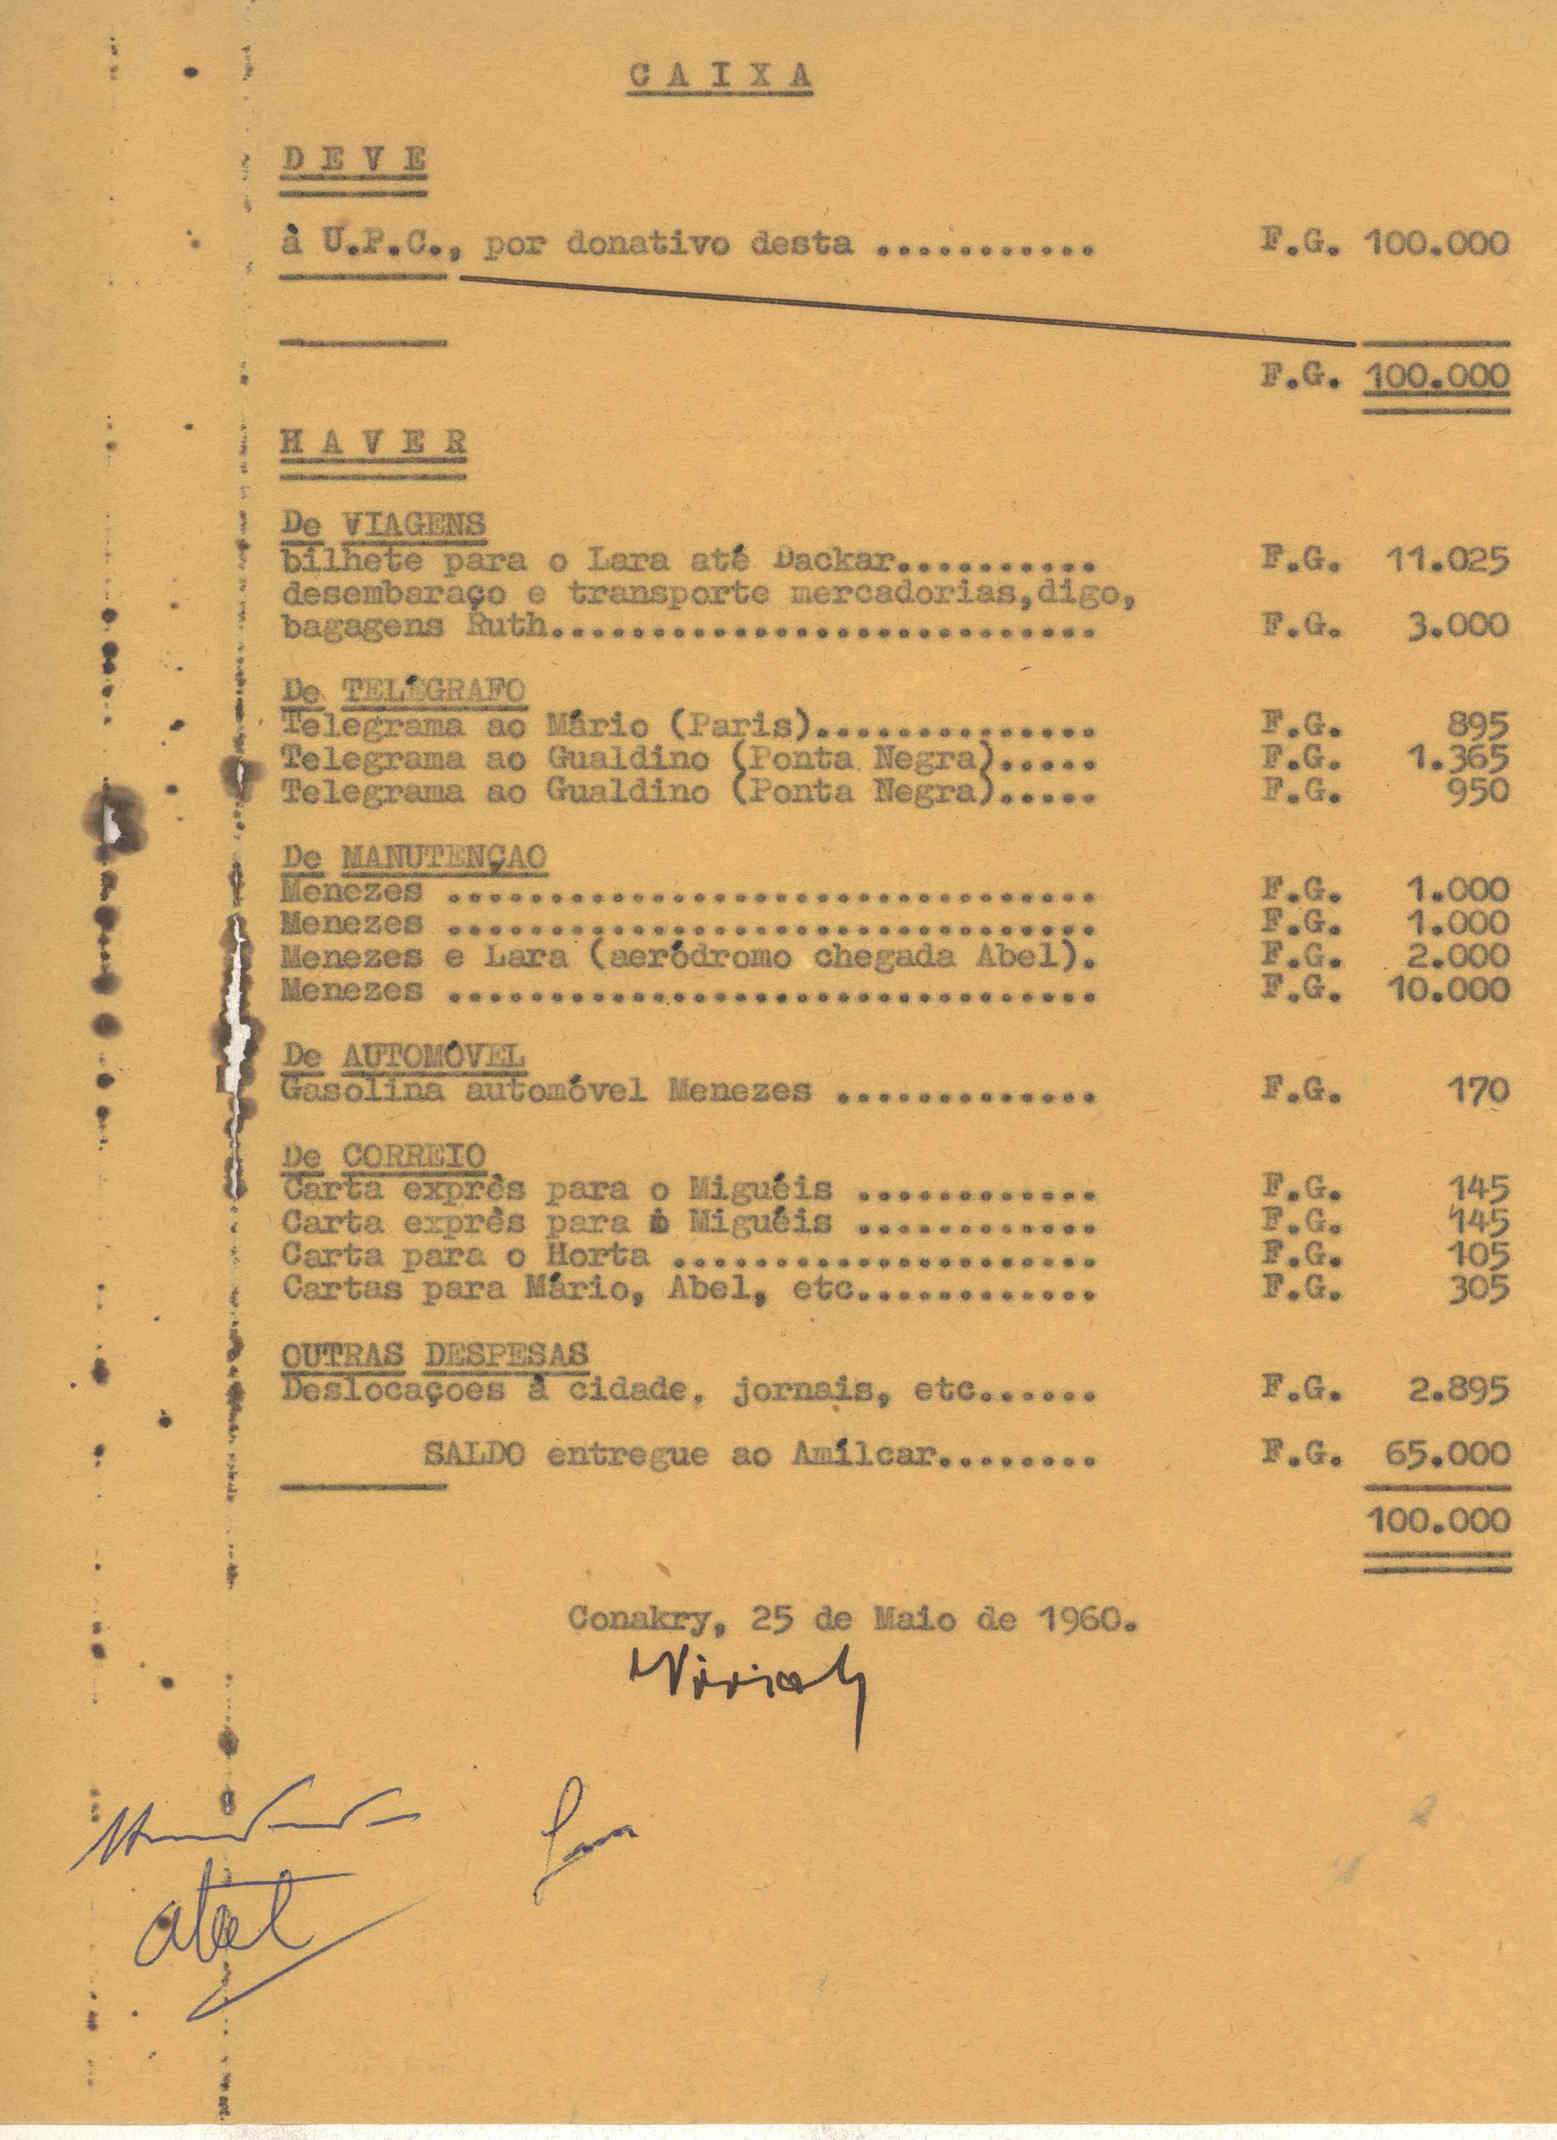 C A I X A
D E V E
à U.P.C., por donativo desta ........... F.G. 100.000
F.G. 100.000
H A V E R
De VIAGENS
bilhete para o Lara até Dackar.......... F.G. 11.025
desembaraço e transporte mercadorias,digo,
bagagens Ruth........................... F.G. 3.000
De TELÉGRAFO
Telegrama ao Mário (Paris).............. F.G. 895
Telegrama ao Gualdino (Ponta Negra)..... F.G. 1.365
Telegrama ao Gualdino (Ponta Negra)..... F.G. 950
De MANUTENÇAO
Menezes ................................ F.G. 1.000
Menezes ................................ F.G. 1.000
Menezes e Lara (aeródromo chegada Abel). F.G. 2.000
Menezes ................................ F.G. 10.000
De AUTOMÓVEL
Gasolina automóvel Menezes ............. F.G. 170
De CORREIO
Carta exprês para o Miguéis ............ F.G. 145
Carta exprês para o Miguéis ............ F.G. 145
Carta para o Horta ..................... F.G. 105
Cartas para Mário, Abel, etc............ F.G. 305
OUTRAS DESPESAS
Deslocaçoes à cidade, jornais, etc...... F.G. 2.895
SALDO entregue ao Amílcar........ F.G. 65.000
100.000
Conakry, 25 de Maio de 1960.
Viriato
Lara
Abel